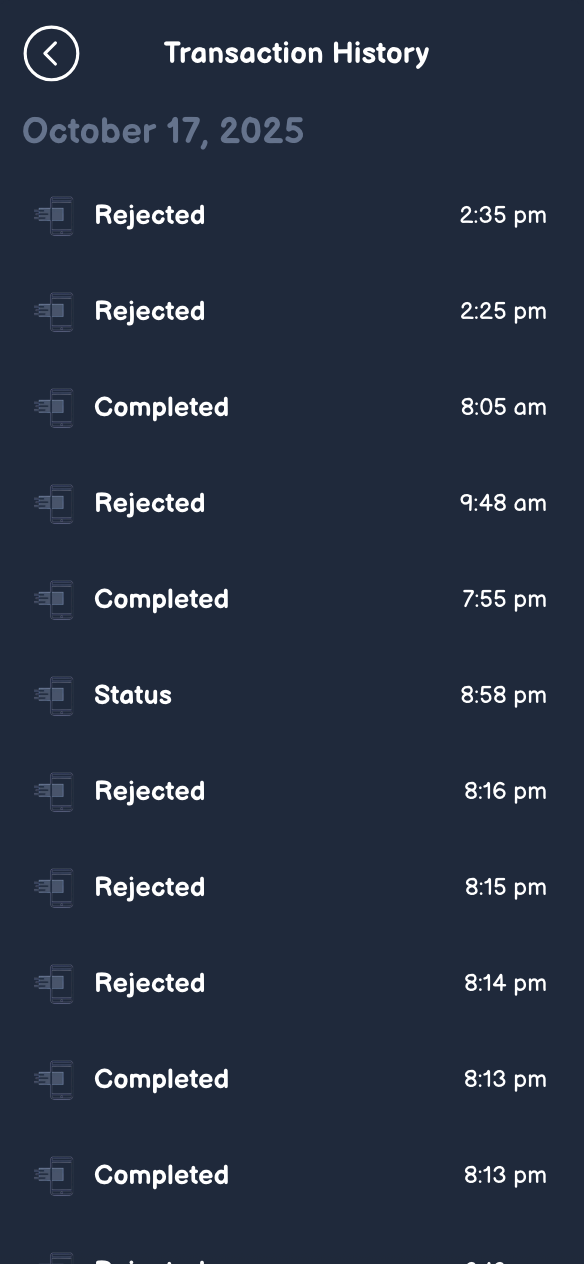 Transaction History
October 17, 2025
Rejected 2:35 pm
Rejected 2:25 pm
Completed 8:05 am
Rejected 9:48 am
Completed 7:55 pm
Status 8:58 pm
Rejected 8:16 pm
Rejected 8:15 pm
Rejected 8:14 pm
Completed 8:13 pm
Completed 8:13 pm